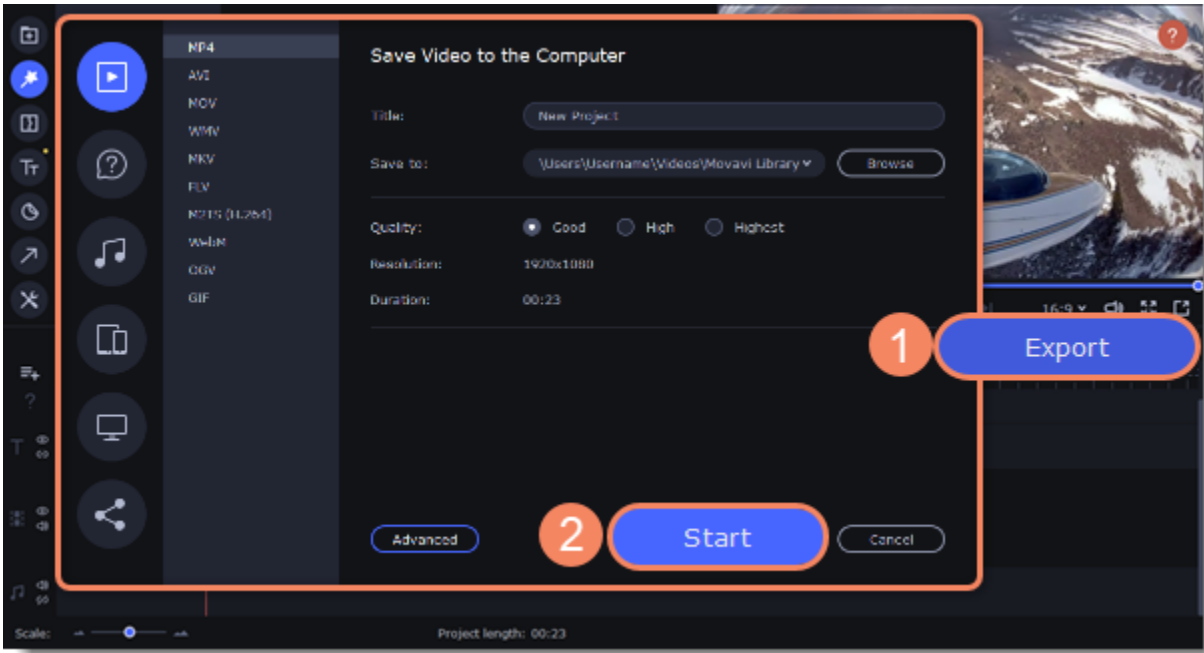 MP4
AVI
MOV
WMV
MKV
FLV
M2TS (H.264)
WebM
OGV
GIF
Save Video to the Computer
Title: New Project
Save to: \Users\Username\Videos\Movavi Library Browse
Quality: Good High Highest
Resolution: 1920x1080
Duration: 00:23
Advanced 2 Start Cancel
?
16:9
1 Export
Tт
?
T
Scale:
Project length: 00:23